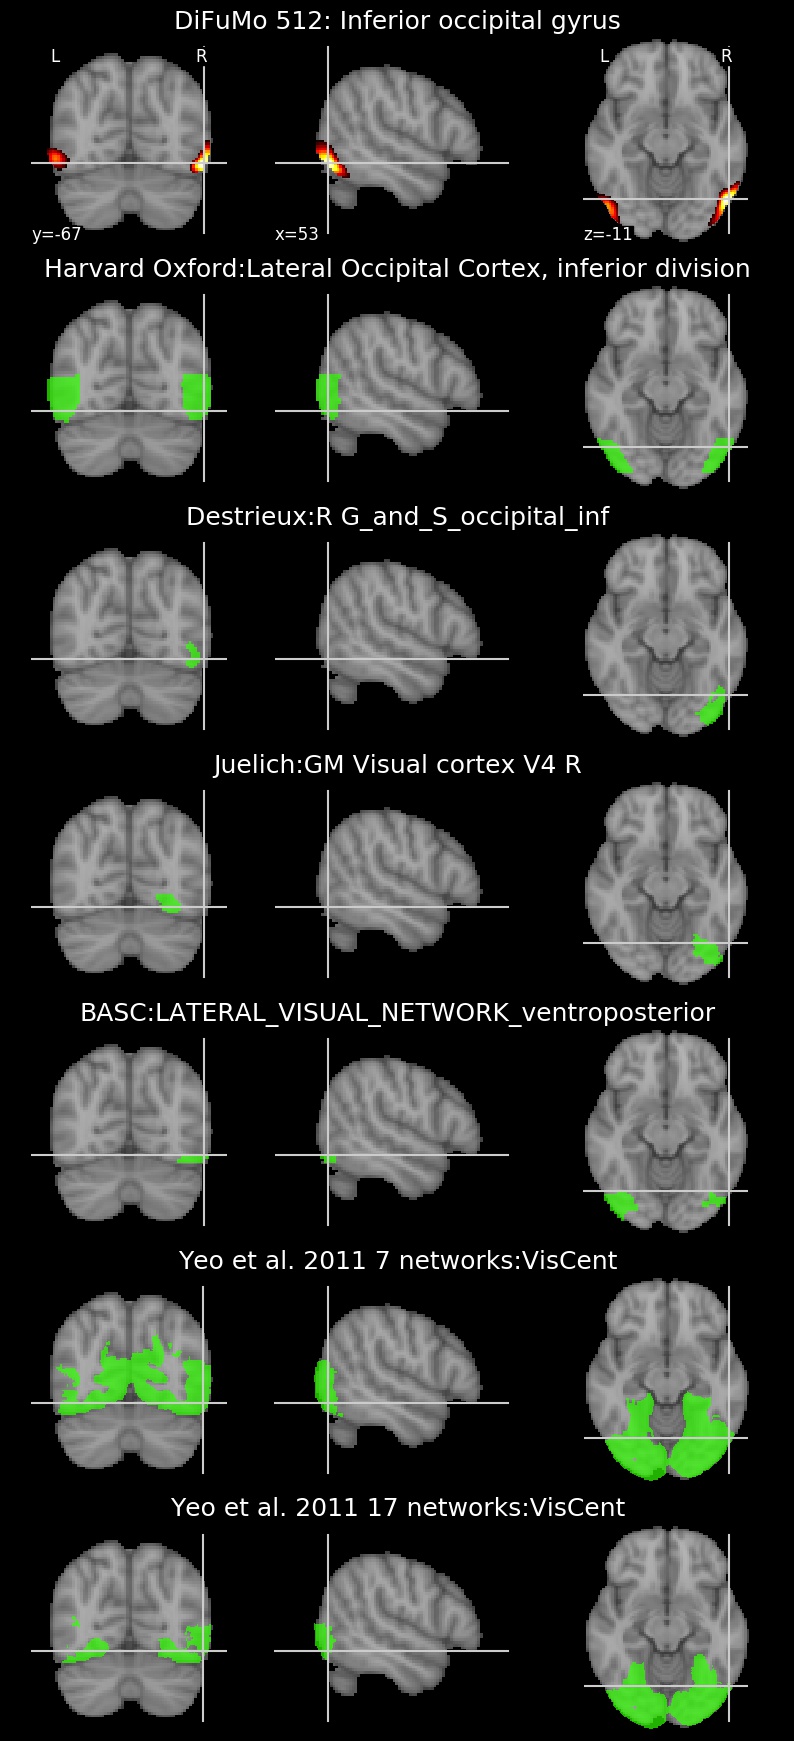 DiFuMo 512: Inferior occipital gyrus
L R L R
y=-67 x=53 z=-11
Harvard Oxford:Lateral Occipital Cortex, inferior division
Destrieux:R G_and_S_occipital_inf
Juelich:GM Visual cortex V4 R
BASC:LATERAL_VISUAL_NETWORK_ventroposterior
Yeo et al. 2011 7 networks:VisCent
Yeo et al. 2011 17 networks:VisCent